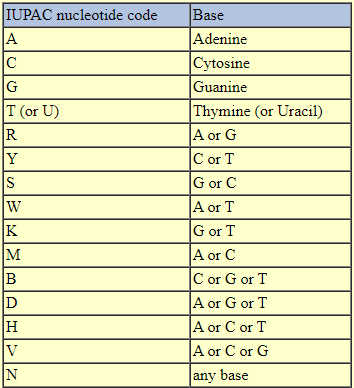 IUPAC nucleotide code Base
A Adenine
C Cytosine
G Guanine
T (or U) Thymine (or Uracil)
R A or G
Y C or T
S G or C
W A or T
K G or T
M A or C
B C or G or T
D A or G or T
H A or C or T
V A or C or G
N any base